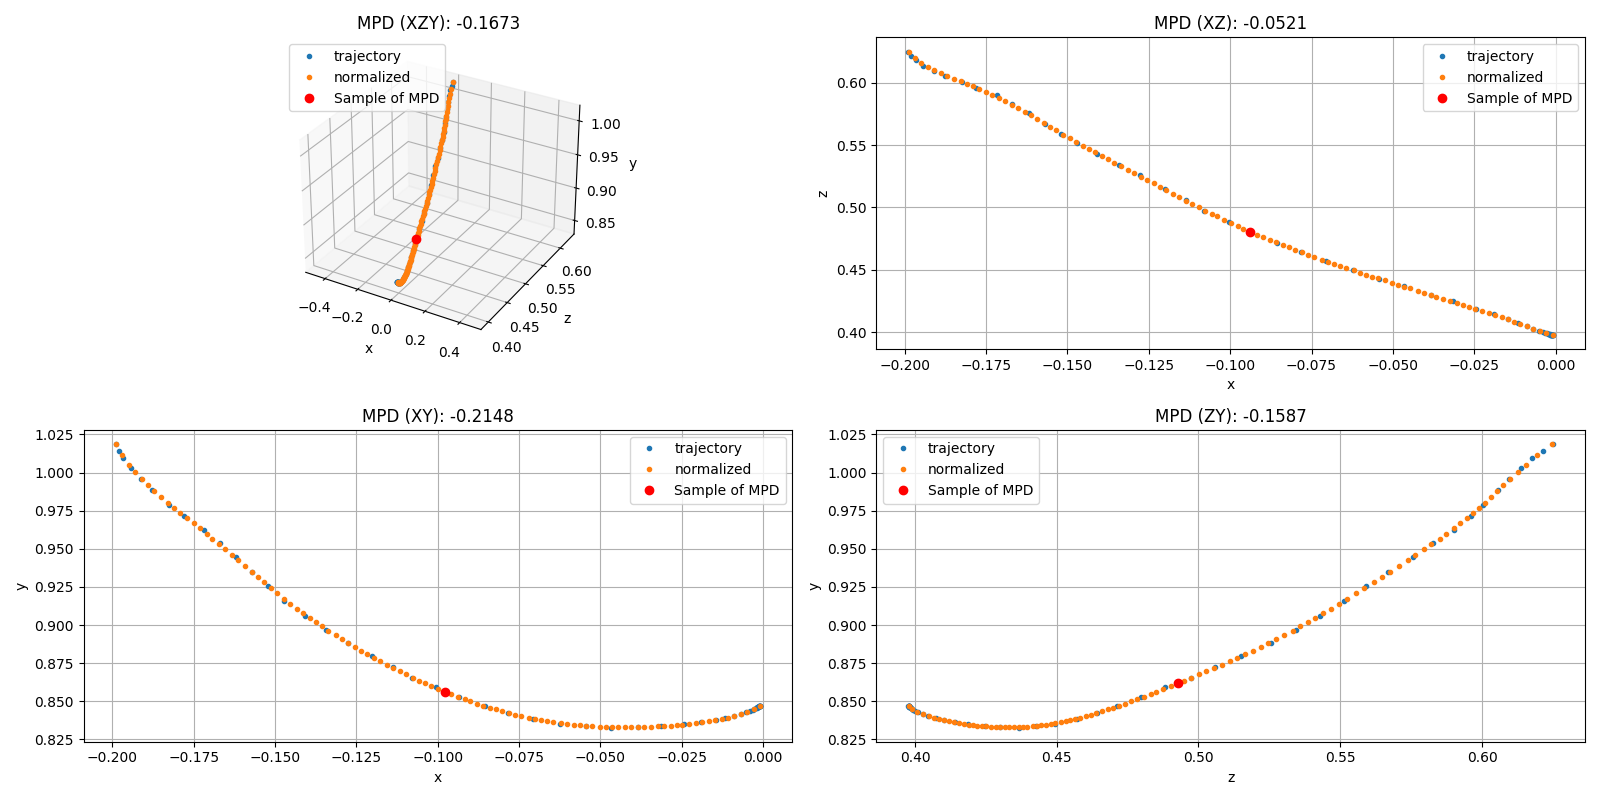 MPD (XZY): -0.1673
trajectory
normalized
Sample of MPD
1.00
0.95
0.90
0.85
y
0.60
0.55
0.50
0.45
0.40
z
−0.4
−0.2
0.0
0.2
0.4
x
MPD (XZ): -0.0521
trajectory
normalized
Sample of MPD
0.60
0.55
0.50
0.45
0.40
z
−0.200 −0.175 −0.150 −0.125 −0.100 −0.075 −0.050 −0.025 0.000
x
MPD (XY): -0.2148
trajectory
normalized
Sample of MPD
1.025
1.000
0.975
0.950
0.925
0.900
0.875
0.850
0.825
y
−0.200 −0.175 −0.150 −0.125 −0.100 −0.075 −0.050 −0.025 0.000
x
MPD (ZY): -0.1587
trajectory
normalized
Sample of MPD
1.025
1.000
0.975
0.950
0.925
0.900
0.875
0.850
0.825
y
0.40 0.45 0.50 0.55 0.60
z